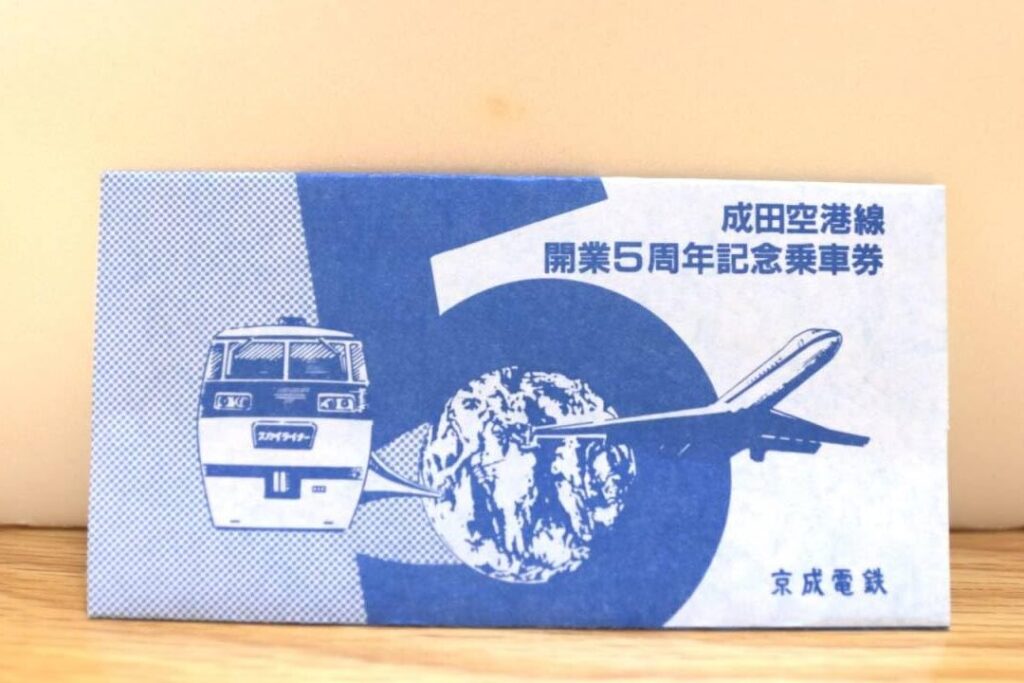 成田空港線
開業5周年記念乗車券
スカイライナー
京成電鉄